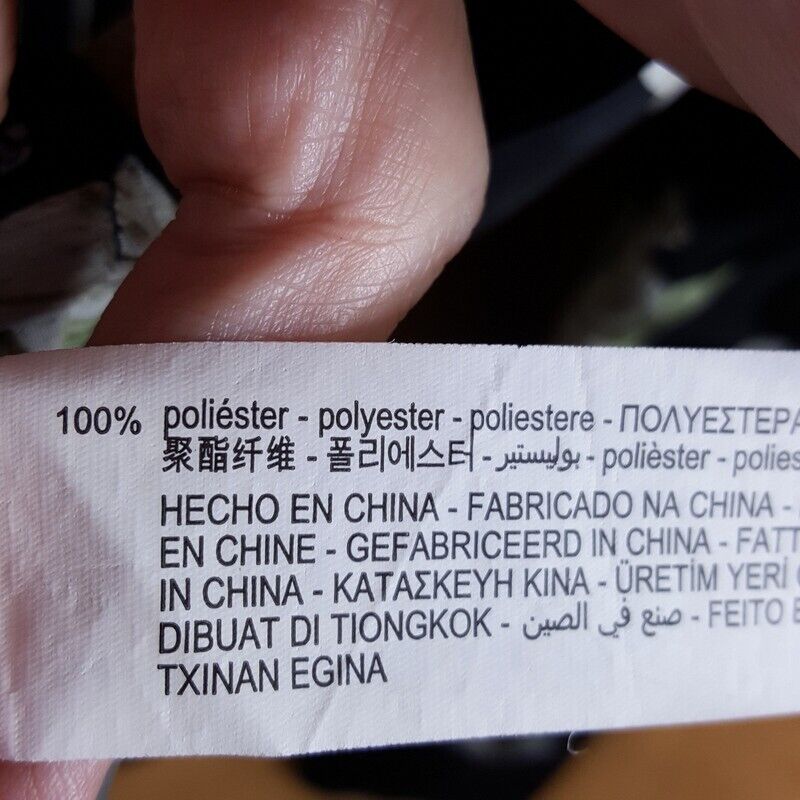 100% poliéster - polyester - poliestere - ΠΟΛΥΕΣΤΕΡΑ
聚酯纤维 - 폴리에스터 - بوليستير - polièster - polies
HECHO EN CHINA - FABRICADO NA CHINA -
EN CHINE - GEFABRICEERD IN CHINA - FATT
IN CHINA - ΚΑΤΑΣΚΕΥΗ ΚΙΝΑ - ÜRETİM YERİ
DIBUAT DI TIONGKOK - صنع في الصين - FEITO E
TXINAN EGINA